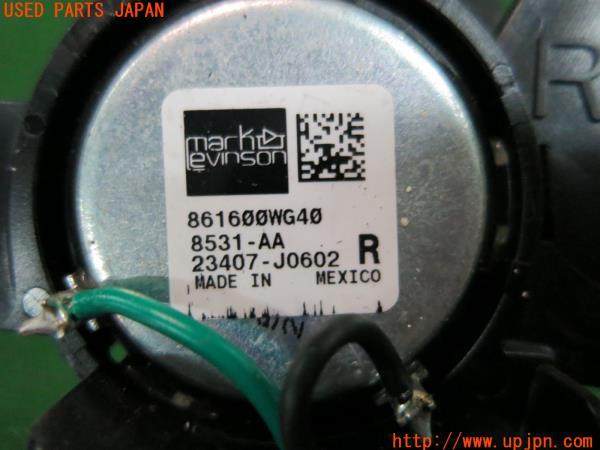 USED PARTS JAPAN
mark
levinson
861600WG40
8531-AA
23407-J0602 R
MADE IN MEXICO
R
http://www.upjpn.com